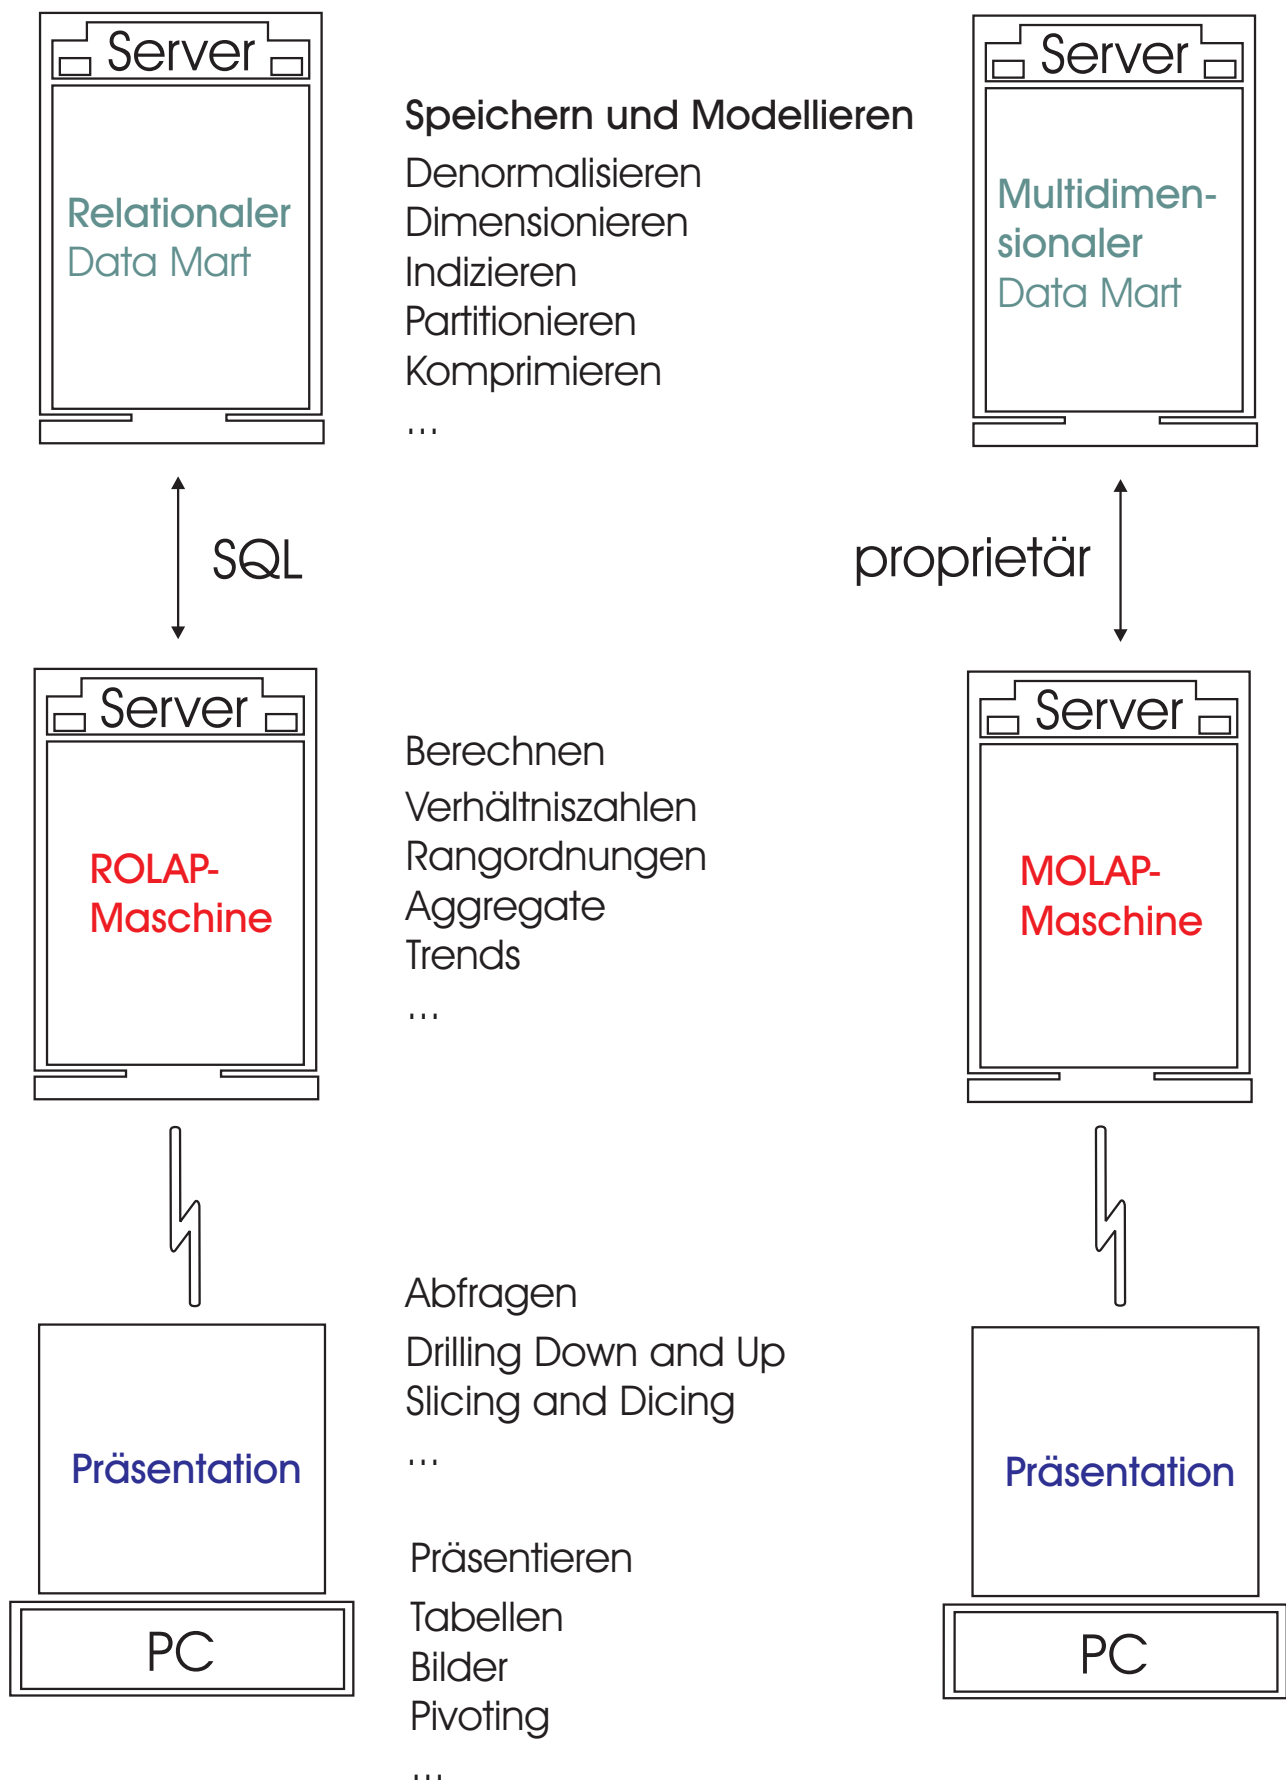 Server
Relationaler
Data Mart
SQL
Server
ROLAP-
Maschine
Präsentation
PC
Speichern und Modellieren
Denormalisieren
Dimensionieren
Indizieren
Partitionieren
Komprimieren
...
Berechnen
Verhältniszahlen
Rangordnungen
Aggregate
Trends
...
Abfragen
Drilling Down and Up
Slicing and Dicing
...
Präsentieren
Tabellen
Bilder
Pivoting
...
Server
Multidimen-
sionaler
Data Mart
proprietär
Server
MOLAP-
Maschine
Präsentation
PC